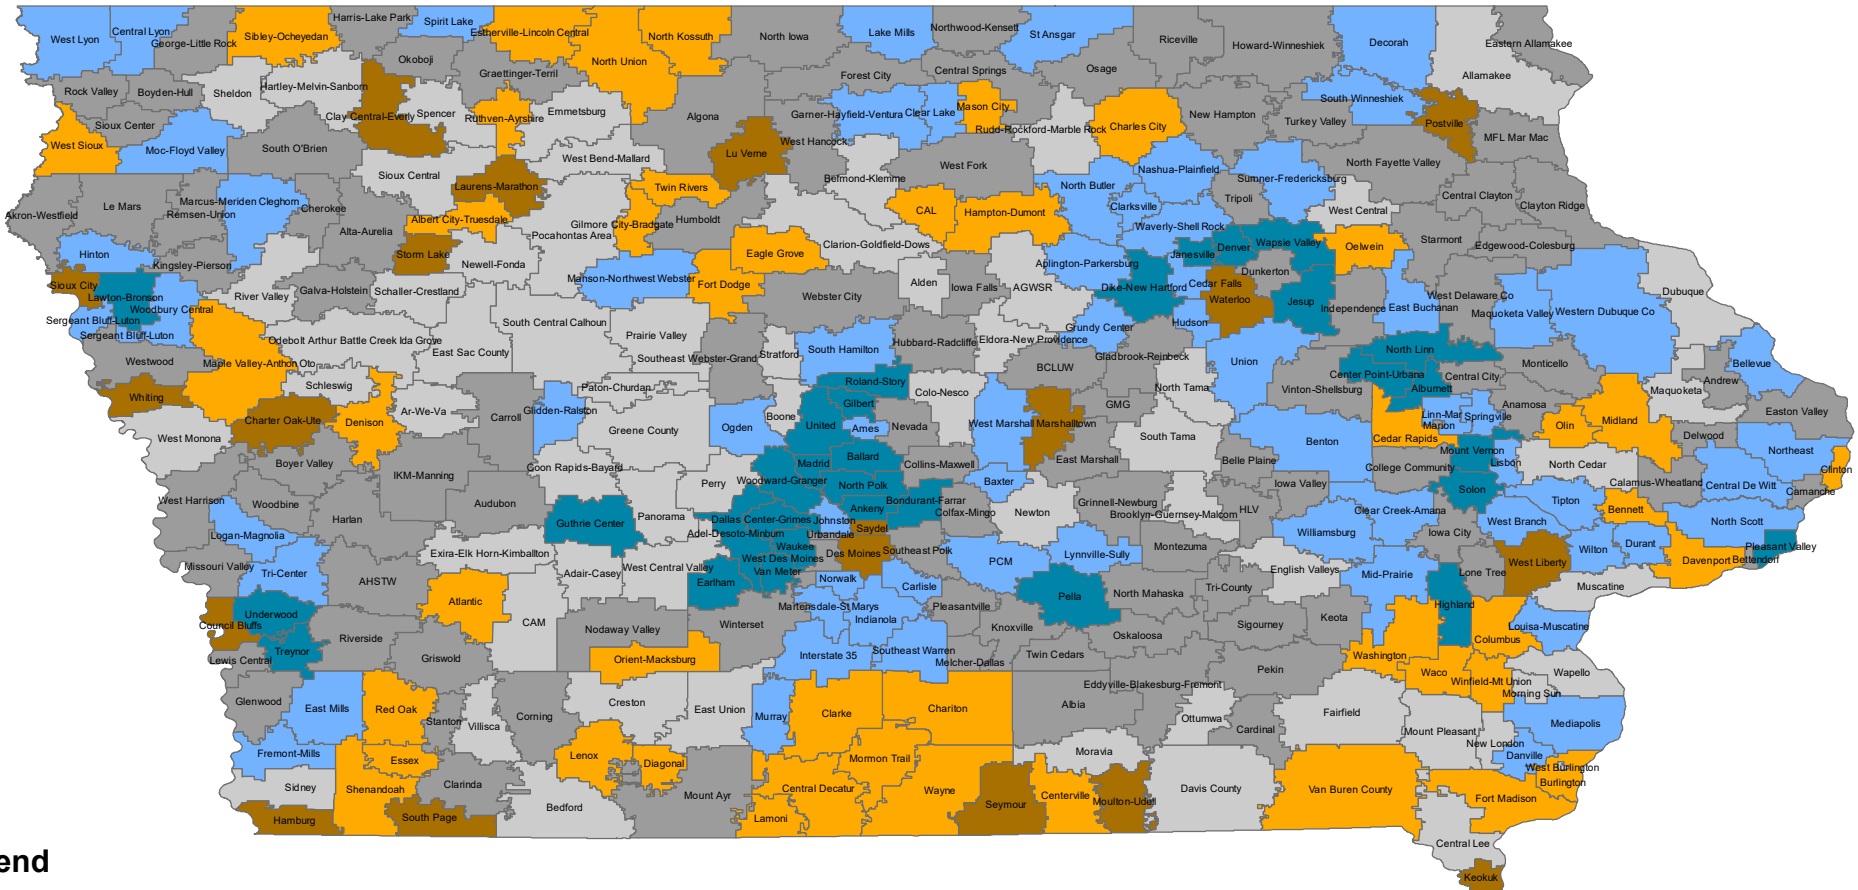 West Lyon
Central Lyon
George-Little Rock
Sibley-Ocheyedan
Harris-Lake Park
Spirit Lake
Estherville-Lincoln Central
North Kossuth
North Iowa
Lake Mills
Northwood-Kensett
St Ansgar
Riceville
Howard-Winneshiek
Decorah
Eastern Allamakee
Okoboji
Graettinger-Terril
North Union
Forest City
Central Springs
Osage
Allamakee
Rock Valley
Boyden-Hull
Sheldon
Hartley-Melvin-Sanborn
Clay Central-Everly
Spencer
Ruthven-Ayrshire
Emmetsburg
Algona
Garner-Hayfield-Ventura
Clear Lake
Mason City
Rudd-Rockford-Marble Rock
Charles City
New Hampton
Turkey Valley
South Winneshiek
Postville
MFL Mar Mac
Sioux Center
West Sioux
Moc-Floyd Valley
South O'Brien
Sioux Central
Laurens-Marathon
West Bend-Mallard
Lu Verne
West Hancock
Belmond-Klemme
West Fork
Nashua-Plainfield
North Butler
Sumner-Fredericksburg
North Fayette Valley
Central Clayton
Clayton Ridge
Akron-Westfield
Le Mars
Remsen-Union
Marcus-Meriden Cleghorn
Cherokee
Alta-Aurelia
Albert City-Truesdale
Twin Rivers
Gilmore City-Bradgate
Humboldt
Pocahontas Area
CAL
Hampton-Dumont
Clarksville
Waverly-Shell Rock
Tripoli
West Central
Starmont
Edgewood-Colesburg
Hinton
Kingsley-Pierson
Storm Lake
Newell-Fonda
Manson-Northwest Webster
Eagle Grove
Clarion-Goldfield-Dows
Fort Dodge
Alden
Iowa Falls
AGWSR
Aplington-Parkersburg
Dike-New Hartford
Janesville
Denver
Wapsie Valley
Oelwein
Dunkerton
Cedar Falls
Waterloo
Jesup
Independence
East Buchanan
West Delaware Co
Maquoketa Valley
Western Dubuque Co
Dubuque
Sioux City
Lawton-Bronson
Woodbury Central
Sergeant Bluff-Luton
Sergeant Bluff-Luton
River Valley
Galva-Holstein
Schaller-Crestland
South Central Calhoun
Webster City
Prairie Valley
Southeast Webster-Grand
Stratford
South Hamilton
Hubbard-Radcliffe
Eldora-New Providence
Grundy Center
Hudson
Gladbrook-Reinbeck
Union
North Linn
Center Point-Urbana
Alburnett
Central City
Monticello
Bellevue
Andrew
Maquoketa
Westwood
Maple Valley-Anthon Oto
Odebolt Arthur Battle Creek Ida Grove
East Sac County
Schleswig
Whiting
Charter Oak-Ute
Denison
Ar-We-Va
Carroll
Glidden-Ralston
Paton-Churdan
Greene County
Ogden
Boone
Roland-Story
Gilbert
United
Ames
Nevada
Colo-Nesco
BCLUW
GMG
North Tama
Vinton-Shellsburg
West Marshall
Marshalltown
South Tama
Benton
Linn-Mar
Marion
Springville
Anamosa
Cedar Rapids
Olin
Midland
Easton Valley
Delwood
Northeast
Clinton
West Monona
Boyer Valley
IKM-Manning
Coon Rapids-Bayard
Perry
Woodward-Granger
Madrid
Ballard
Collins-Maxwell
North Polk
East Marshall
Belle Plaine
College Community
Mount Vernon
Lisbon
North Cedar
Calamus-Wheatland
Central De Witt
Camanche
West Harrison
Woodbine
Harlan
Audubon
Guthrie Center
Panorama
Dallas Center-Grimes
Johnston
Ankeny
Bondurant-Farrar
Colfax-Mingo
Baxter
Newton
Grinnell-Newburg
Brooklyn-Guernsey-Malcom
HLV
Iowa Valley
Clear Creek-Amana
Solon
Tipton
Bennett
West Branch
North Scott
Logan-Magnolia
Missouri Valley
Tri-Center
AHSTW
Exira-Elk Horn-Kimballton
Adair-Casey
West Central Valley
Adel-Desoto-Minburn
Urbandale
Waukee
West Des Moines
Van Meter
Saydel
Des Moines
Southeast Polk
Earlham
Norwalk
Carlisle
PCM
Lynnville-Sully
Montezuma
Williamsburg
Iowa City
English Valleys
Mid-Prairie
Lone Tree
West Liberty
Wilton
Durant
Davenport
Bettendorf
Pleasant Valley
Muscatine
Underwood
Council Bluffs
Treynor
Lewis Central
Riverside
Griswold
Atlantic
CAM
Nodaway Valley
Winterset
Martensdale-St Marys
Indianola
Pleasantville
Knoxville
Pella
North Mahaska
Tri-County
Sigourney
Keota
Highland
Columbus
Louisa-Muscatine
Oskaloosa
Twin Cedars
Orient-Macksburg
Interstate 35
Southeast Warren
Melcher-Dallas
Pekin
Washington
Waco
Winfield-Mt Union
Morning Sun
Wapello
Glenwood
East Mills
Red Oak
Stanton
Villisca
Corning
Creston
East Union
Murray
Clarke
Chariton
Albia
Eddyville-Blakesburg-Fremont
Ottumwa
Cardinal
Fairfield
Mount Pleasant
New London
Mediapolis
Danville
West Burlington
Burlington
Fremont-Mills
Essex
Sidney
Shenandoah
Clarinda
Lenox
Diagonal
Mount Ayr
Mormon Trail
Central Decatur
Wayne
Moravia
Seymour
Centerville
Moulton-Udell
Davis County
Van Buren County
Fort Madison
Hamburg
South Page
Bedford
Lamoni
Central Lee
Keokuk
end